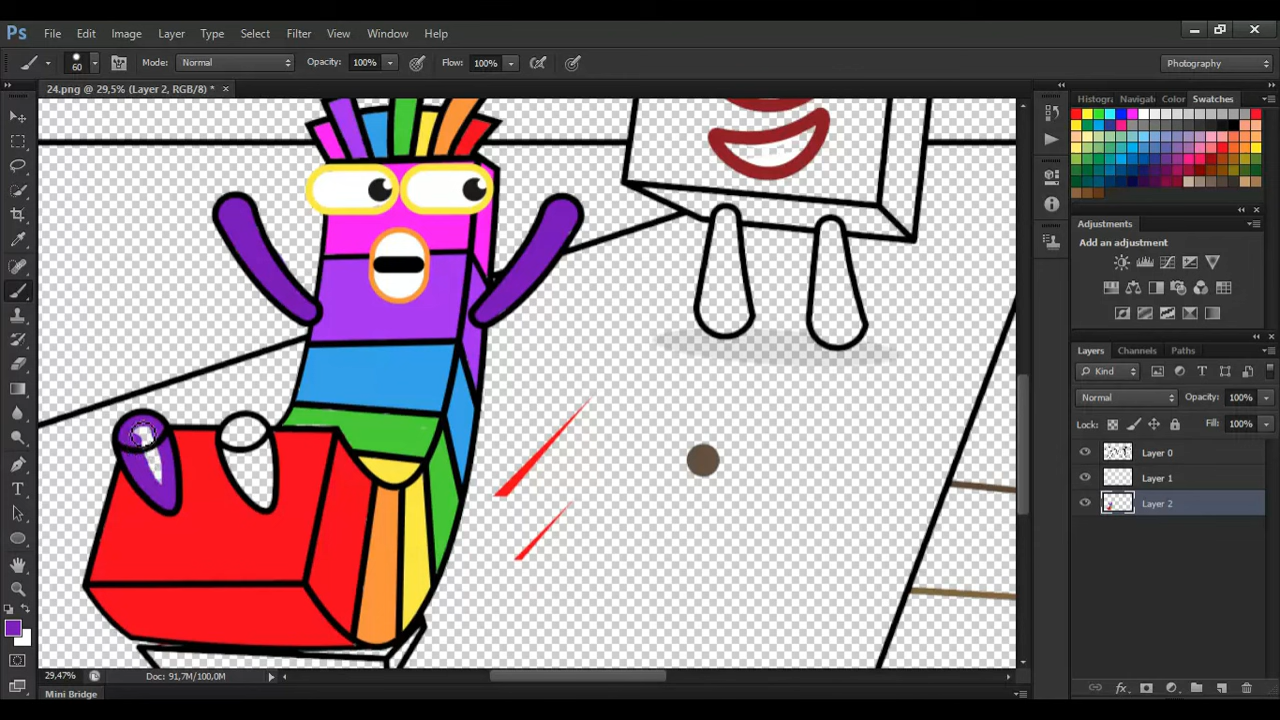 Ps File Edit Image Layer Type Select Filter View Window Help
60 Mode: Normal Opacity: 100% Flow: 100% Photography
24.png @ 29,5% (Layer 2, RGB/8) * ×
Histogr Navigat Color Swatches
Adjustments
Add an adjustment
Layers Channels Paths
Kind
Normal Opacity: 100%
Lock: Fill: 100%
Layer 0
Layer 1
Layer 2
29,47% Doc: 91,7M/100,0M
Mini Bridge